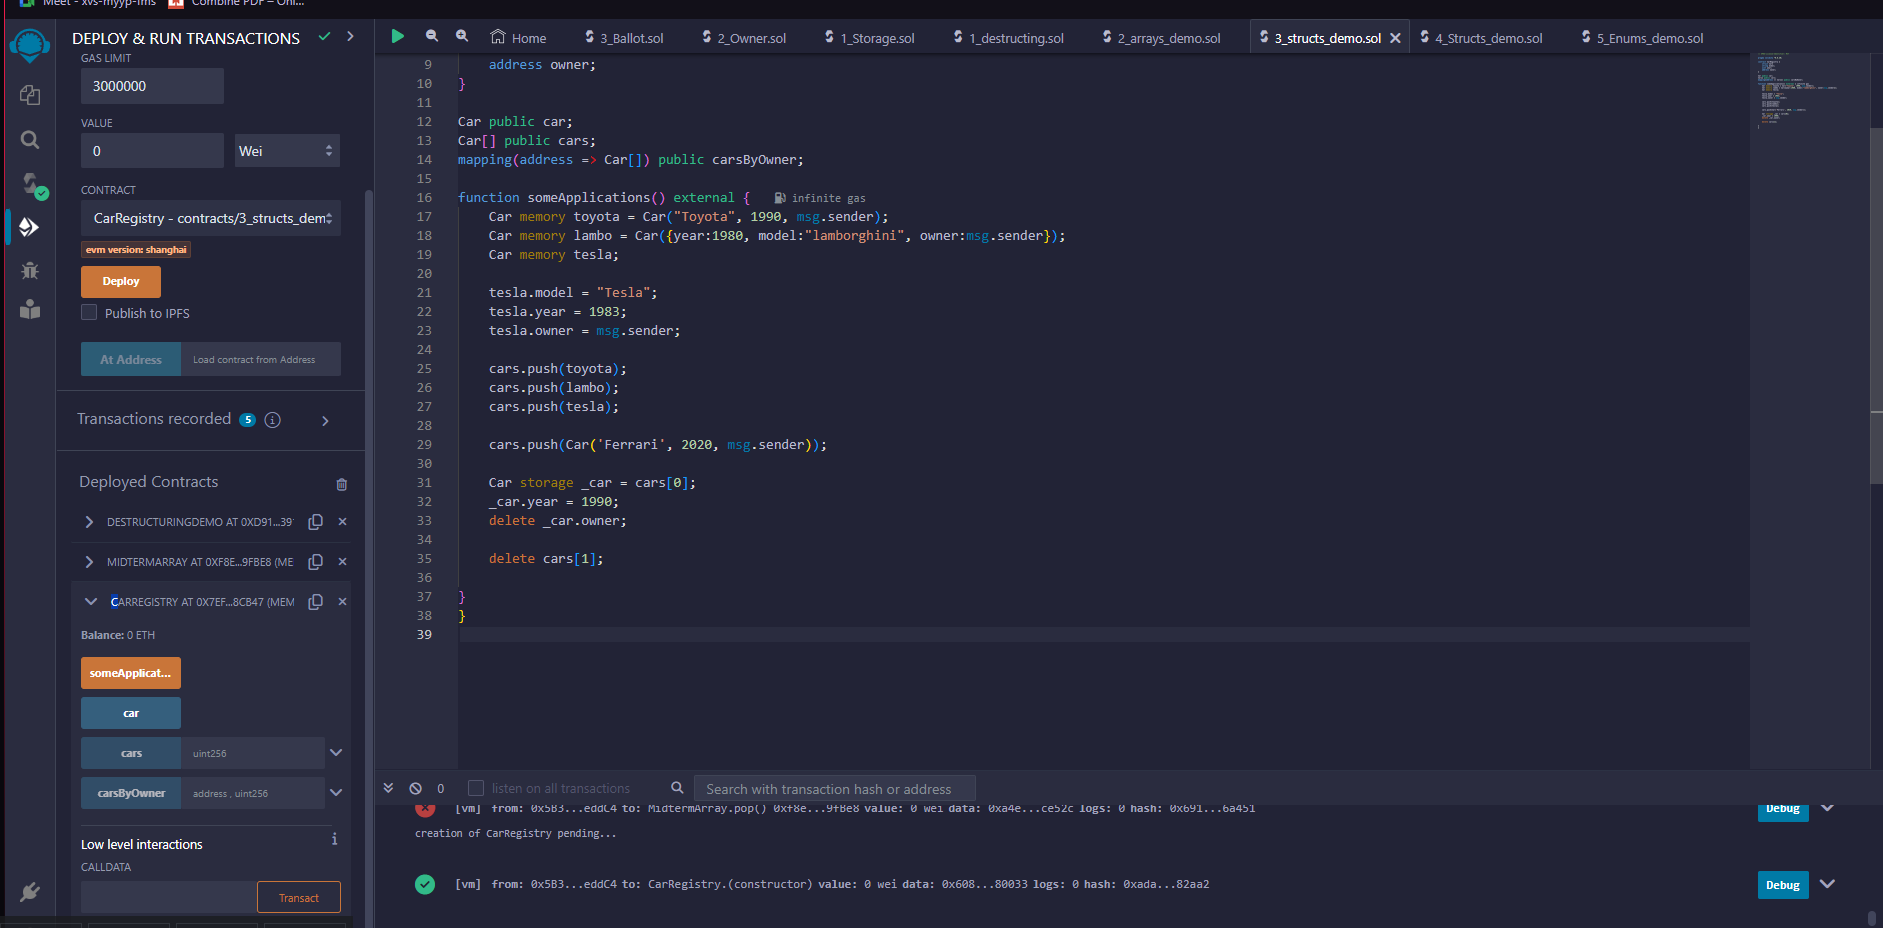 Meet - xvs-myyp-fms
Combine PDF – Onl...
DEPLOY & RUN TRANSACTIONS
GAS LIMIT
3000000
VALUE
0
Wei
CONTRACT
CarRegistry - contracts/3_structs_dem
evm version: shanghai
Deploy
Publish to IPFS
At Address
Load contract from Address
Transactions recorded 5 i
Deployed Contracts
DESTRUCTURINGDEMO AT 0XD91...39
MIDTERMARRAY AT 0XF8E...9FBE8 (ME
CARREGISTRY AT 0X7EF...8CB47 (MEM
Balance: 0 ETH
someApplicat...
car
cars
uint256
carsByOwner
address , uint256
Low level interactions
i
CALLDATA
Transact
Home
3_Ballot.sol
2_Owner.sol
1_Storage.sol
1_destructing.sol
2_arrays_demo.sol
3_structs_demo.sol
4_Structs_demo.sol
5_Enums_demo.sol
9 address owner;
10 }
11
12 Car public car;
13 Car[] public cars;
14 mapping(address => Car[]) public carsByOwner;
15
16 function someApplications() external { infinite gas
17 Car memory toyota = Car("Toyota", 1990, msg.sender);
18 Car memory lambo = Car({year:1980, model:"lamborghini", owner:msg.sender});
19 Car memory tesla;
20
21 tesla.model = "Tesla";
22 tesla.year = 1983;
23 tesla.owner = msg.sender;
24
25 cars.push(toyota);
26 cars.push(lambo);
27 cars.push(tesla);
28
29 cars.push(Car('Ferrari', 2020, msg.sender));
30
31 Car storage _car = cars[0];
32 _car.year = 1990;
33 delete _car.owner;
34
35 delete cars[1];
36
37 }
38 }
39
0
listen on all transactions
Search with transaction hash or address
[vm] from: 0x5B3...eddC4 to: MidtermArray.pop() 0xf8e...9fBe8 value: 0 wei data: 0xa4e...ce52c logs: 0 hash: 0x691...6a451
Debug
creation of CarRegistry pending...
[vm] from: 0x5B3...eddC4 to: CarRegistry.(constructor) value: 0 wei data: 0x608...80033 logs: 0 hash: 0xada...82aa2
Debug